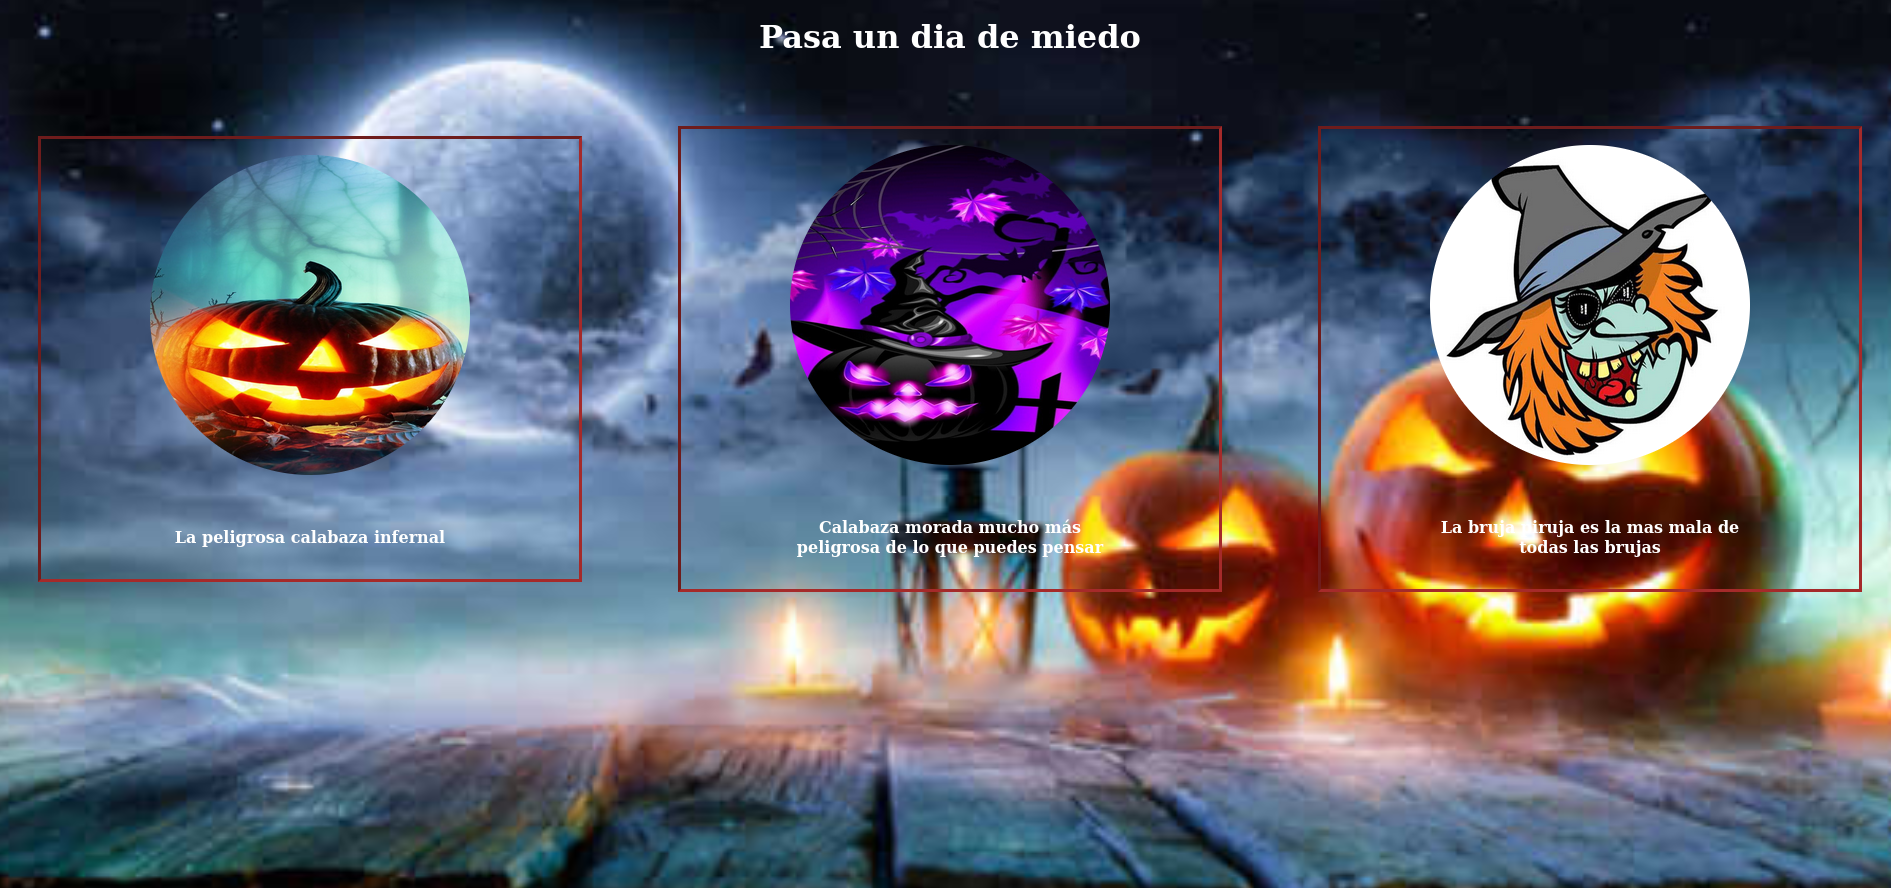 Pasa un dia de miedo
La peligrosa calabaza infernal
Calabaza morada mucho más
peligrosa de lo que puedes pensar
La bruja piruja es la mas mala de
todas las brujas